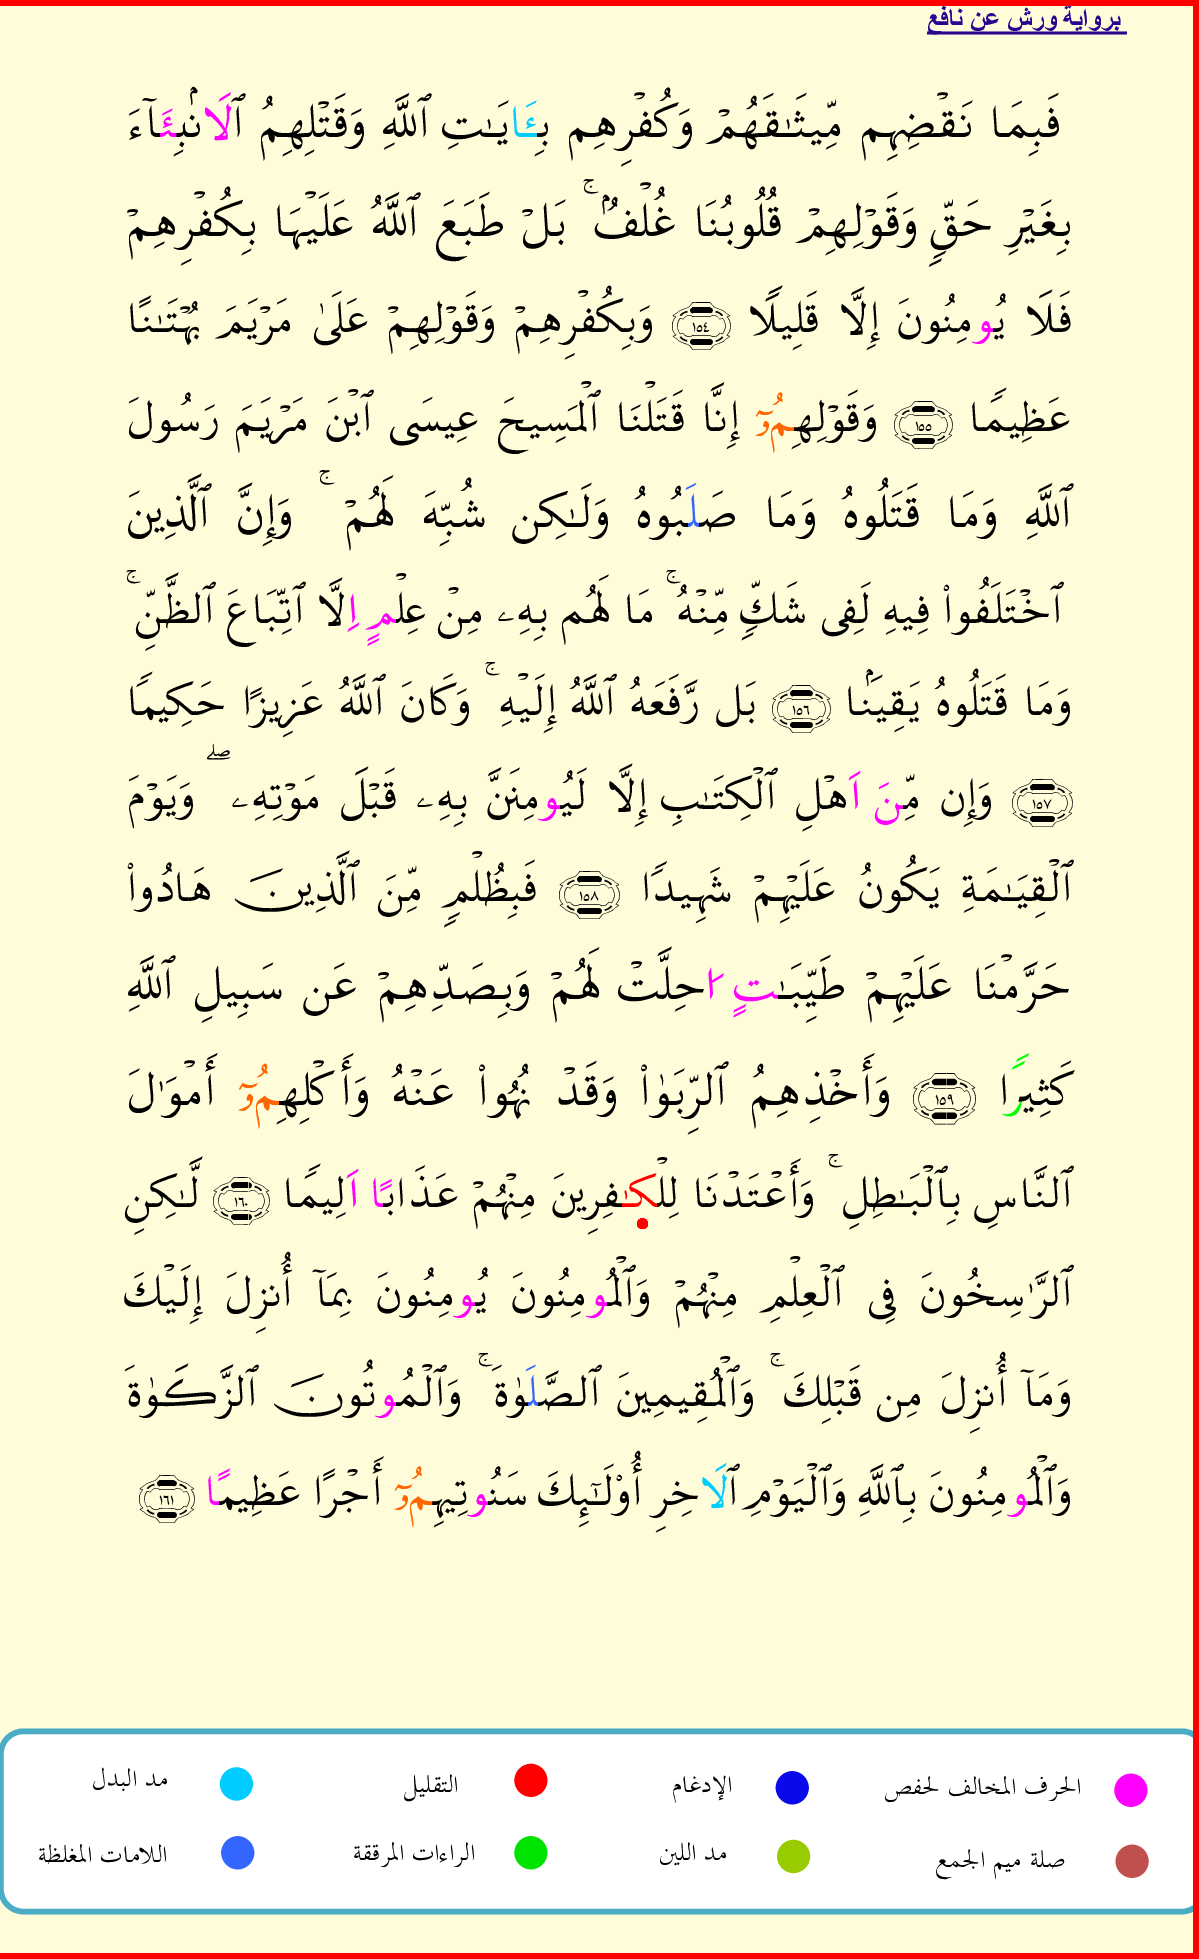 برواية ورش عن نافع
فَبِمَا نَقْضِهِم مِّيثَٰقَهُمْ وَكُفْرِهِم بِـَٔايَٰتِ ٱللَّهِ وَقَتْلِهِمُ ٱلَانۢبِـَٔآءَ
بِغَيْرِ حَقّٖ وَقَوْلِهِمْ قُلُوبُنَا غُلْفُۢۚ بَلْ طَبَعَ ٱللَّهُ عَلَيْهَا بِكُفْرِهِمْ
فَلَا يُومِنُونَ إِلَّا قَلِيلٗا ١٥٤ وَبِكُفْرِهِمْ وَقَوْلِهِمْ عَلَىٰ مَرْيَمَ بُهْتَٰنًا
عَظِيمٗا ١٥٥ وَقَوْلِهِمُۥٓ إِنَّا قَتَلْنَا ٱلْمَسِيحَ عِيسَى ٱبْنَ مَرْيَمَ رَسُولَ
ٱللَّهِ وَمَا قَتَلُوهُ وَمَا صَلَبُوهُ وَلَٰكِن شُبِّهَ لَهُمْۚ وَإِنَّ ٱلَّذِينَ
ٱخْتَلَفُواْ فِيهِ لَفِى شَكّٖ مِّنْهُۚ مَا لَهُم بِهِۦ مِنْ عِلْمٍ اِلَّا ٱتِّبَاعَ ٱلظَّنِّۚ
وَمَا قَتَلُوهُ يَقِينَۢا ١٥٦ بَل رَّفَعَهُ ٱللَّهُ إِلَيْهِۚ وَكَانَ ٱللَّهُ عَزِيزًا حَكِيمٗا
١٥٧ وَإِن مِّنَ اَهْلِ ٱلْكِتَٰبِ إِلَّا لَيُومِنَنَّ بِهِۦ قَبْلَ مَوْتِهِۦۖ وَيَوْمَ
ٱلْقِيَٰمَةِ يَكُونُ عَلَيْهِمْ شَهِيدٗا ١٥٨ فَبِظُلْمٖ مِّنَ ٱلَّذِينَ هَادُواْ
حَرَّمْنَا عَلَيْهِمْ طَيِّبَٰتٍ ا۟حِلَّتْ لَهُمْ وَبِصَدِّهِمْ عَن سَبِيلِ ٱللَّهِ
كَثِيرٗا ١٥٩ وَأَخْذِهِمُ ٱلرِّبَوٰاْ وَقَدْ نُهُواْ عَنْهُ وَأَكْلِهِمُۥٓ أَمْوَٰلَ
ٱلنَّاسِ بِٱلْبَٰطِلِۚ وَأَعْتَدْنَا لِلْكَٰفِرِينَ مِنْهُمْ عَذَابًا اَلِيمٗا ١٦٠ لَّٰكِنِ
ٱلرَّٰسِخُونَ فِى ٱلْعِلْمِ مِنْهُمْ وَٱلْمُومِنُونَ يُومِنُونَ بِمَآ أُنزِلَ إِلَيْكَ
وَمَآ أُنزِلَ مِن قَبْلِكَۚ وَٱلْمُقِيمِينَ ٱلصَّلَوٰةَۚ وَٱلْمُوتُونَ ٱلزَّكَوٰةَ
وَٱلْمُومِنُونَ بِٱللَّهِ وَٱلْيَوْمِ ٱلَاخِرِ أُوْلَٰٓئِكَ سَنُوتِيهِمُۥٓ أَجْرًا عَظِيمًا ١٦١
الحرف المخالف لحفص الإدغام التقليل مد البدل
صلة ميم الجمع مد اللين الراءات المرققة اللامات المغلظة